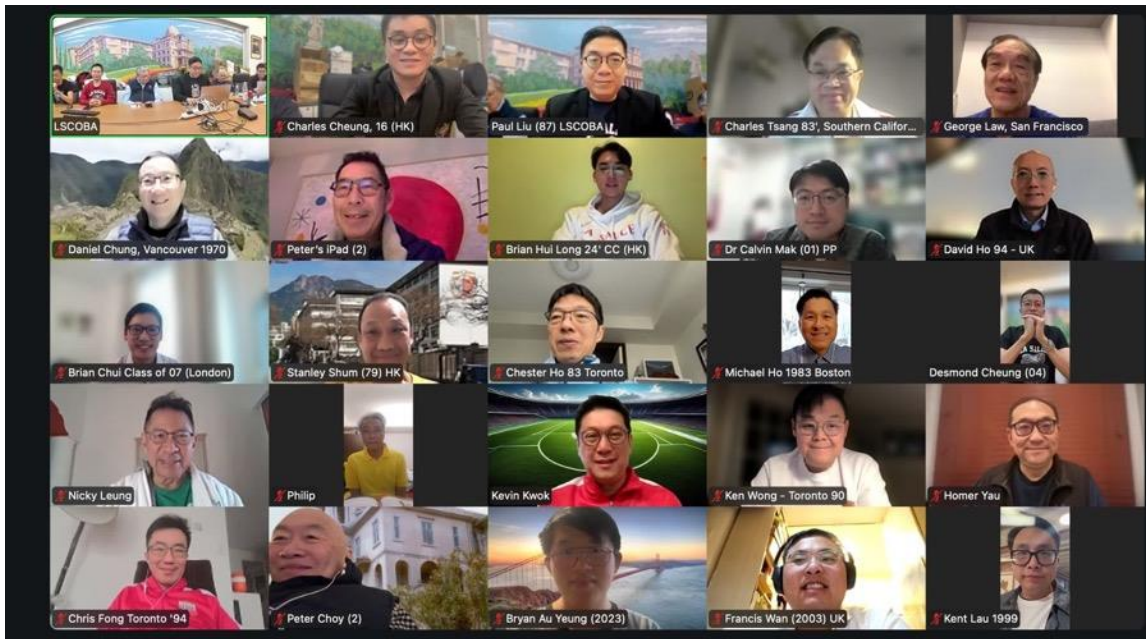 LSCOBA
Charles Cheung, 16 (HK)
Paul Liu (87) LSCOBA
Charles Tsang 83', Southern Califor...
George Law, San Francisco
Daniel Chung, Vancouver 1970
Peter's iPad (2)
Brian Hui Long 24' CC (HK)
Dr Calvin Mak (01) PP
David Ho 94 - UK
Brian Chui Class of 07 (London)
Stanley Shum (79) HK
Chester Ho 83 Toronto
Michael Ho 1983 Boston
Desmond Cheung (04)
Nicky Leung
Philip
Kevin Kwok
Ken Wong - Toronto 90
Homer Yau
Chris Fong Toronto '94
Peter Choy (2)
Bryan Au Yeung (2023)
Francis Wan (2003) UK
Kent Lau 1999